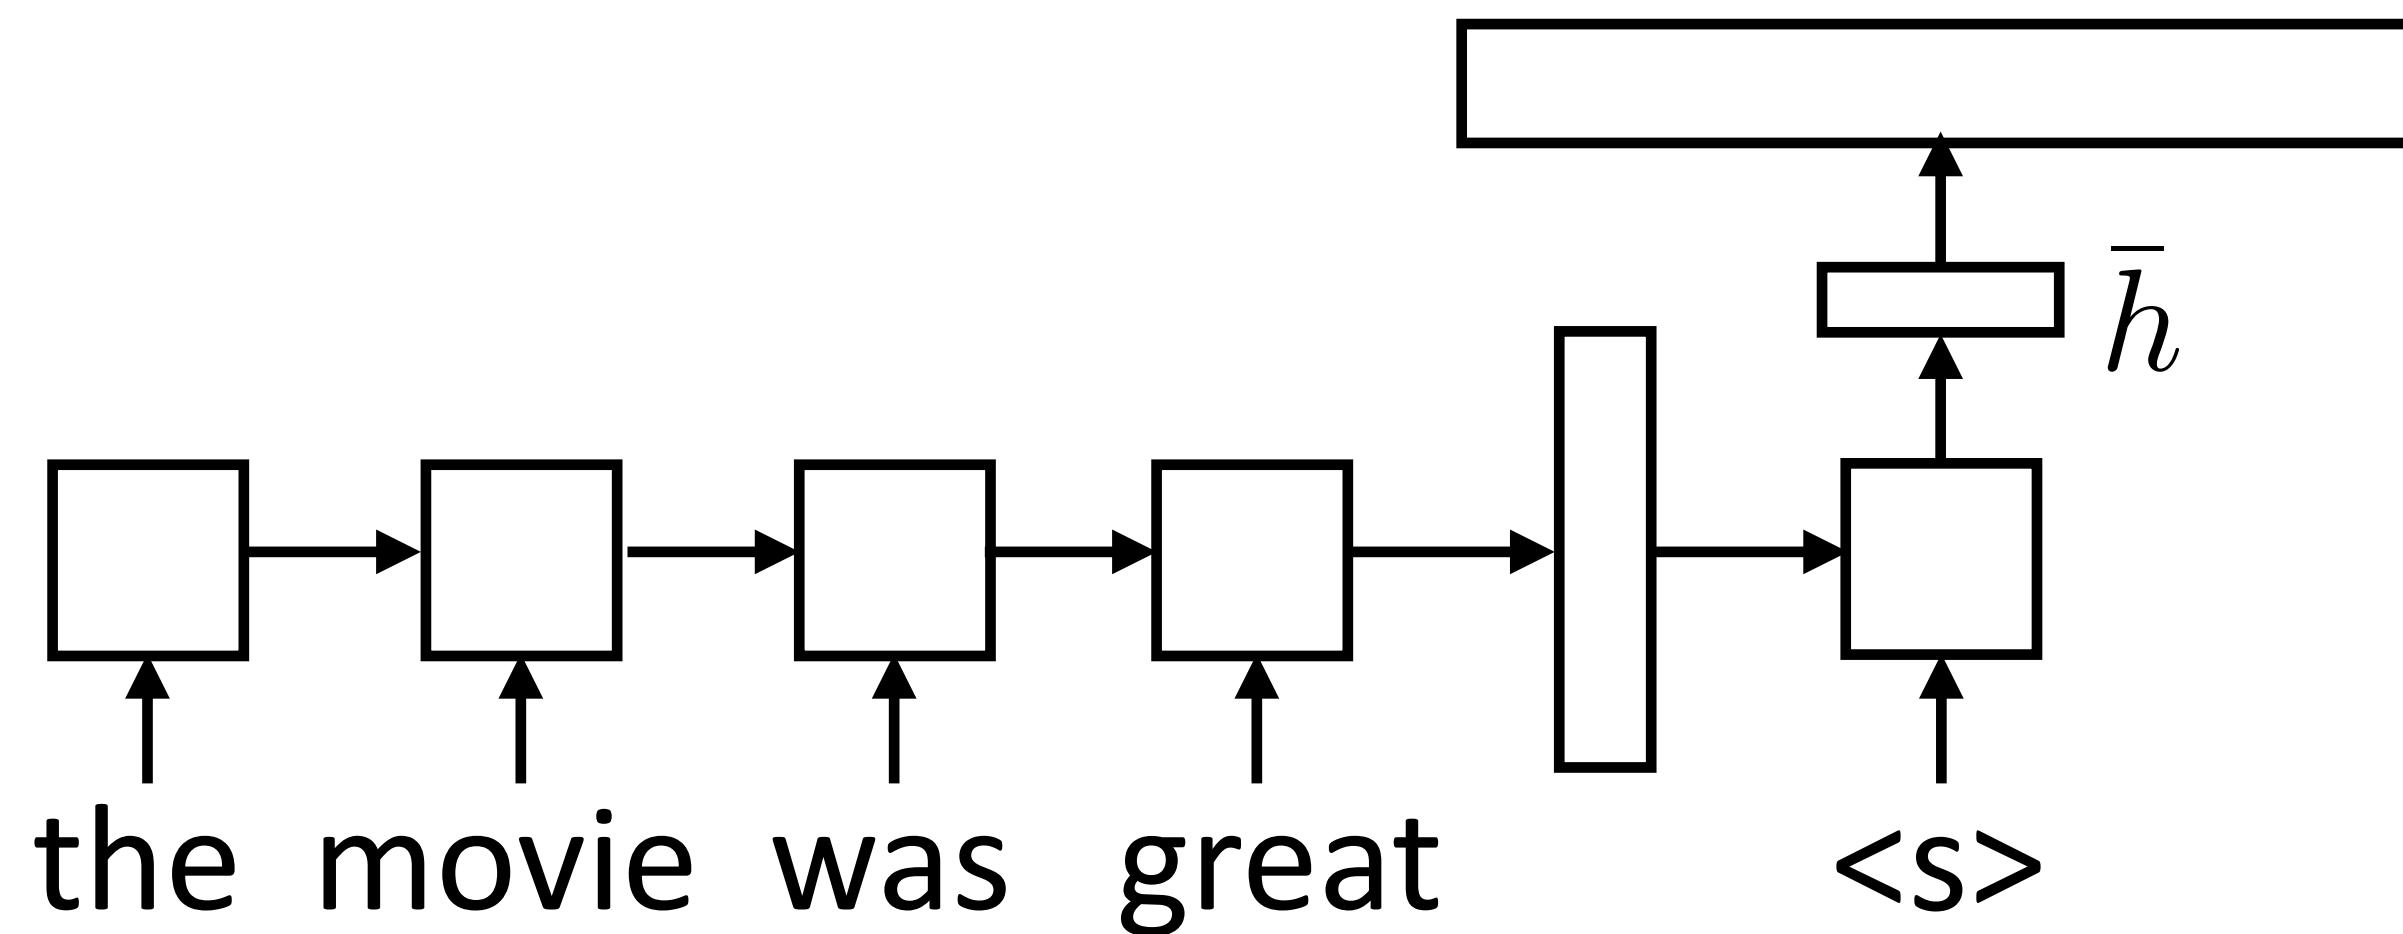 h̄
the movie was great <s>